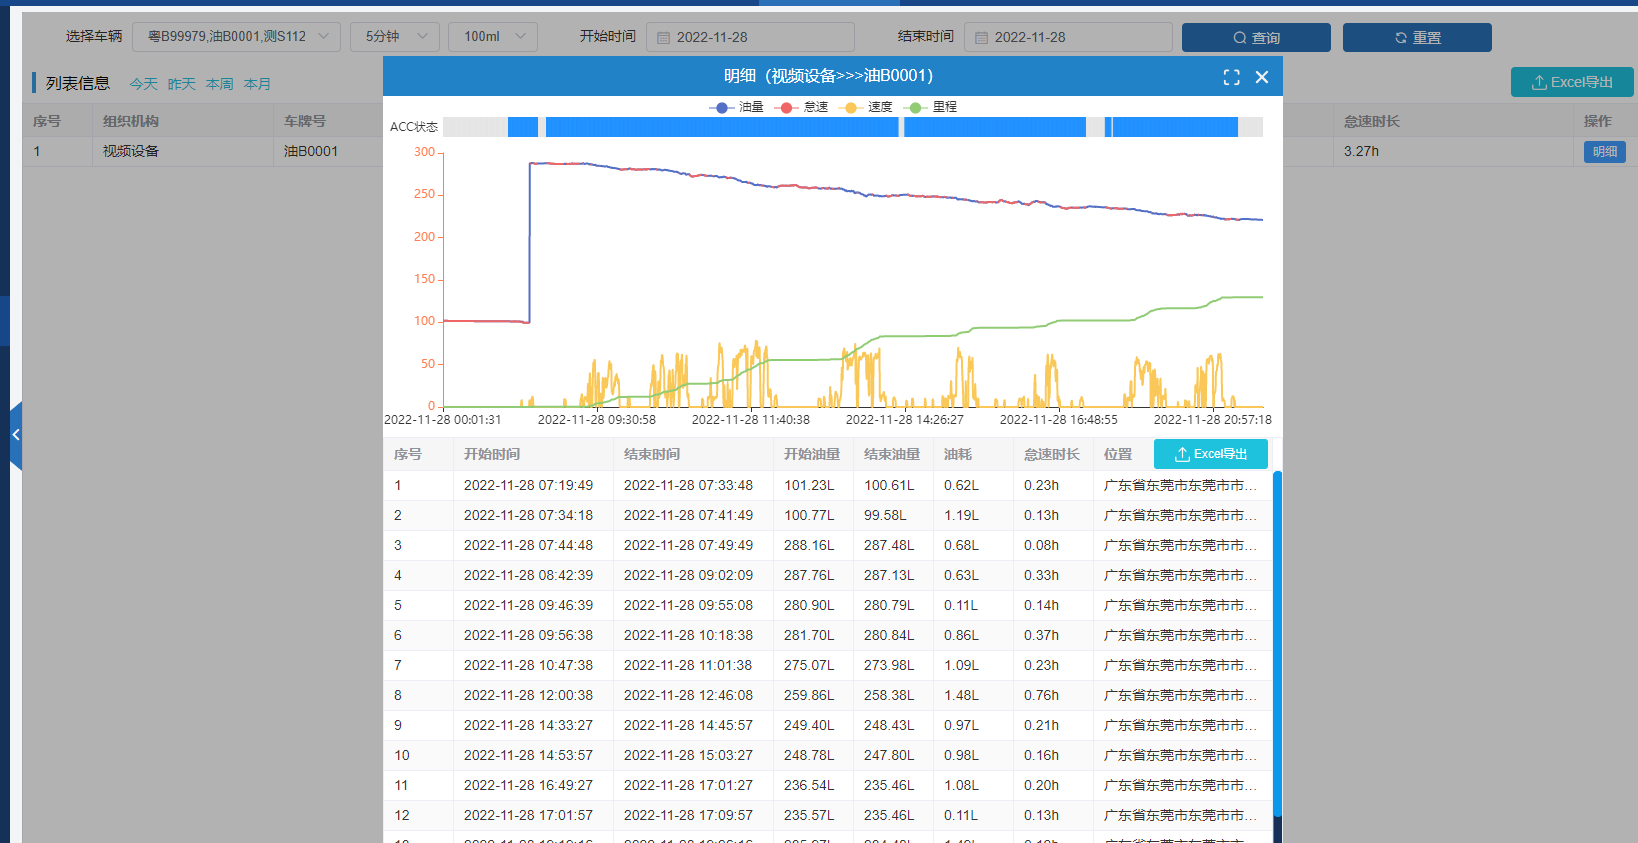 选择车辆 粤B99979,油B0001,测S112 5分钟 100ml 开始时间 2022-11-28 结束时间 2022-11-28 查询 重置
列表信息 今天 昨天 本周 本月 Excel导出
明细（视频设备>>>油B0001）
序号 组织机构 车牌号 怠速时长 操作
1 视频设备 油B0001 3.27h 明细
油量 怠速 速度 里程
ACC状态
300
250
200
150
100
50
0
2022-11-28 00:01:31 2022-11-28 09:30:58 2022-11-28 11:40:38 2022-11-28 14:26:27 2022-11-28 16:48:55 2022-11-28 20:57:18
序号 开始时间 结束时间 开始油量 结束油量 油耗 怠速时长 位置 Excel导出
1 2022-11-28 07:19:49 2022-11-28 07:33:48 101.23L 100.61L 0.62L 0.23h 广东省东莞市东莞市市...
2 2022-11-28 07:34:18 2022-11-28 07:41:49 100.77L 99.58L 1.19L 0.13h 广东省东莞市东莞市市...
3 2022-11-28 07:44:48 2022-11-28 07:49:49 288.16L 287.48L 0.68L 0.08h 广东省东莞市东莞市市...
4 2022-11-28 08:42:39 2022-11-28 09:02:09 287.76L 287.13L 0.63L 0.33h 广东省东莞市东莞市市...
5 2022-11-28 09:46:39 2022-11-28 09:55:08 280.90L 280.79L 0.11L 0.14h 广东省东莞市东莞市市...
6 2022-11-28 09:56:38 2022-11-28 10:18:38 281.70L 280.84L 0.86L 0.37h 广东省东莞市东莞市市...
7 2022-11-28 10:47:38 2022-11-28 11:01:38 275.07L 273.98L 1.09L 0.23h 广东省东莞市东莞市市...
8 2022-11-28 12:00:38 2022-11-28 12:46:08 259.86L 258.38L 1.48L 0.76h 广东省东莞市东莞市市...
9 2022-11-28 14:33:27 2022-11-28 14:45:57 249.40L 248.43L 0.97L 0.21h 广东省东莞市东莞市市...
10 2022-11-28 14:53:57 2022-11-28 15:03:27 248.78L 247.80L 0.98L 0.16h 广东省东莞市东莞市市...
11 2022-11-28 16:49:27 2022-11-28 17:01:27 236.54L 235.46L 1.08L 0.20h 广东省东莞市东莞市市...
12 2022-11-28 17:01:57 2022-11-28 17:09:57 235.57L 235.46L 0.11L 0.13h 广东省东莞市东莞市市...